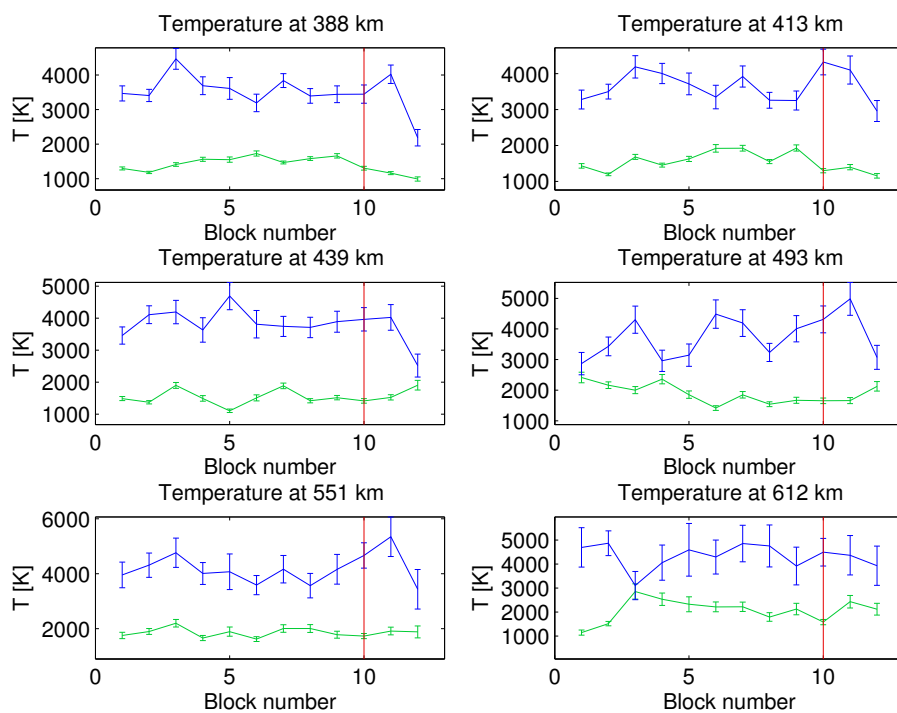 Temperature at 388 km
T [K]
4000
3000
2000
1000
0
5
10
Block number
Temperature at 413 km
T [K]
4000
3000
2000
1000
0
5
10
Block number
Temperature at 439 km
T [K]
5000
4000
3000
2000
1000
0
5
10
Block number
Temperature at 493 km
T [K]
5000
4000
3000
2000
1000
0
5
10
Block number
Temperature at 551 km
T [K]
6000
4000
2000
0
5
10
Block number
Temperature at 612 km
T [K]
5000
4000
3000
2000
1000
0
5
10
Block number